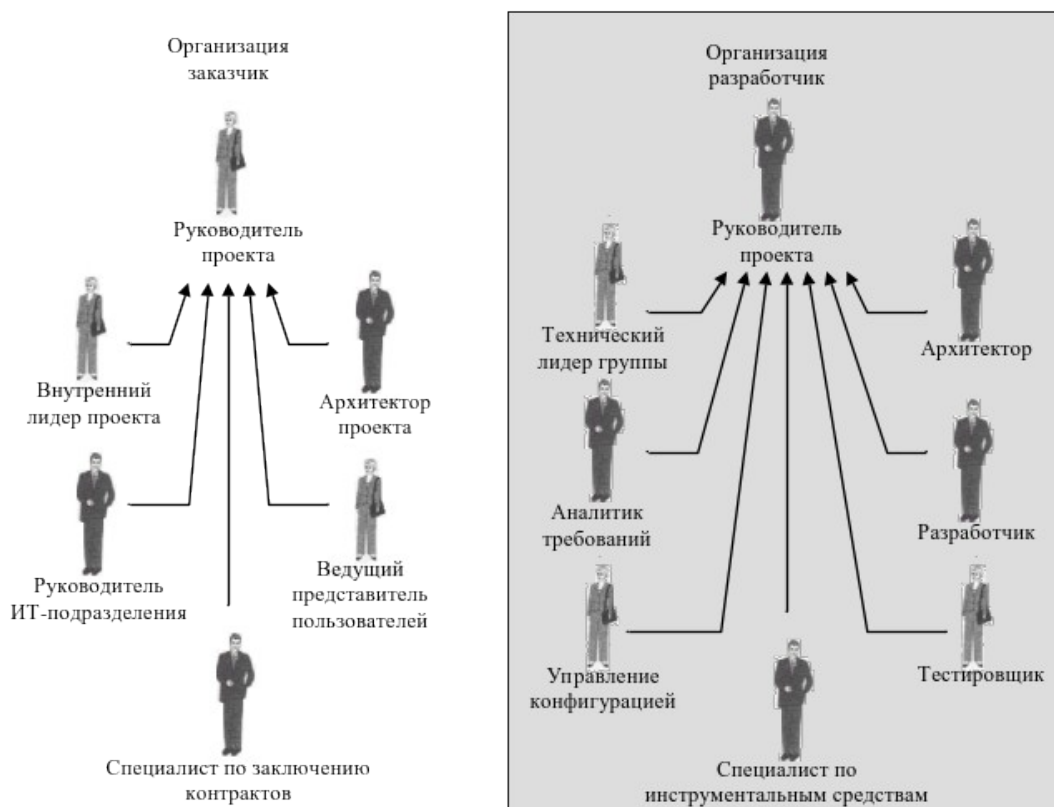 Организация
заказчик
Руководитель
проекта
Внутренний
лидер проекта
Архитектор
проекта
Руководитель
ИТ-подразделения
Ведущий
представитель
пользователей
Специалист по заключению
контрактов
Организация
разработчик
Руководитель
проекта
Технический
лидер группы
Архитектор
Аналитик
требований
Разработчик
Управление
конфигурацией
Тестировщик
Специалист по
инструментальным средствам